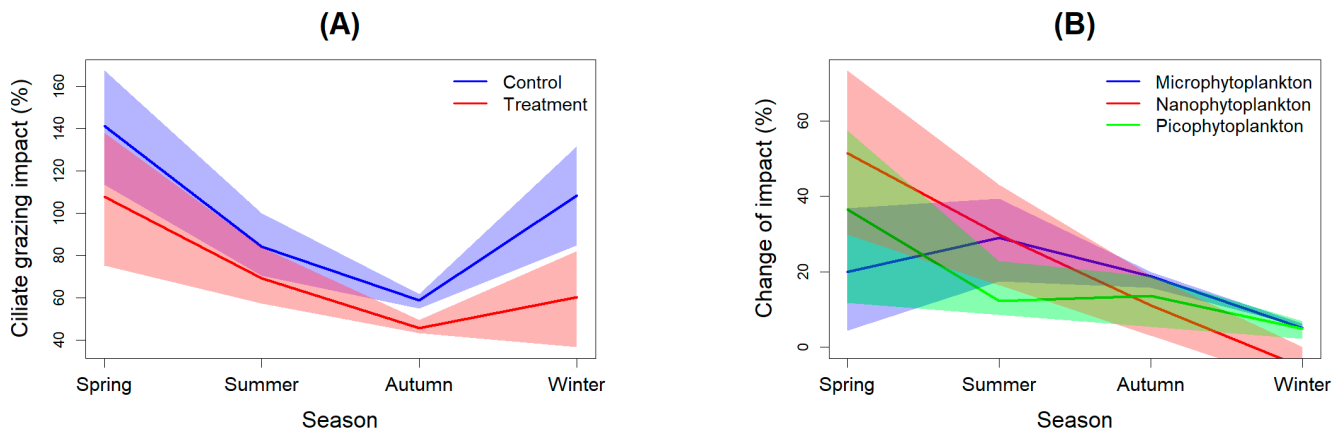 (A)
Ciliate grazing impact (%)
160
140
120
100
80
60
40
Control
Treatment
Spring
Summer
Autumn
Winter
Season
(B)
Change of impact (%)
60
40
20
0
Microphytoplankton
Nanophytoplankton
Picophytoplankton
Spring
Summer
Autumn
Winter
Season